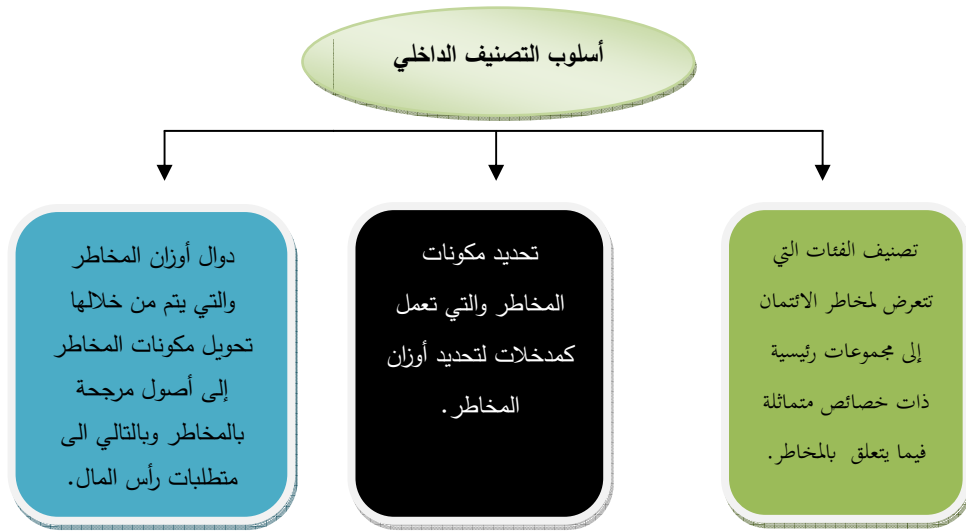 أسلوب التصنيف الداخلي
تصنيف الفئات التي
تتعرض لمخاطر الائتمان
إلى مجموعات رئيسية
ذات خصائص متماثلة
فيما يتعلق بالمخاطر.
تحديد مكونات
المخاطر والتي تعمل
كمدخلات لتحديد أوزان
المخاطر.
دوال أوزان المخاطر
والتي يتم من خلالها
تحويل مكونات المخاطر
إلى أصول مرجحة
بالمخاطر وبالتالي الى
متطلبات رأس المال.